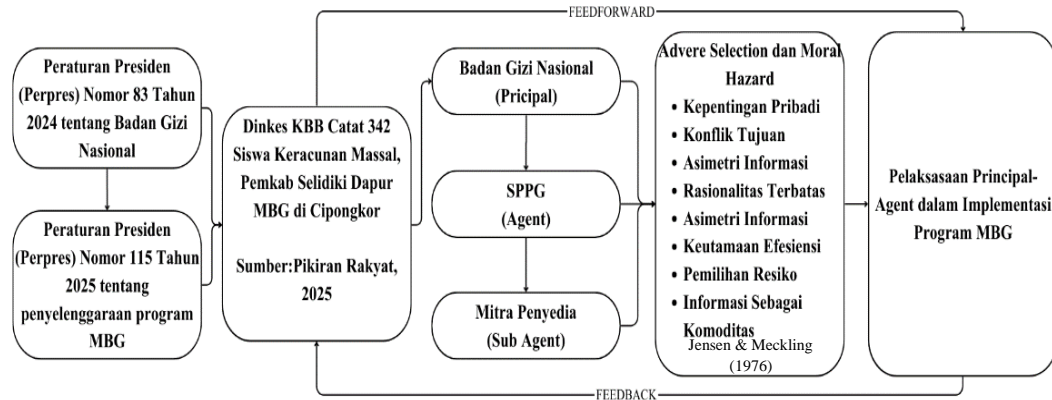 FEEDFORWARD
Peraturan Presiden
(Perpres) Nomor 83 Tahun
2024 tentang Badan Gizi
Nasional
Peraturan Presiden
(Perpres) Nomor 115 Tahun
2025 tentang
penyelenggaraan program
MBG
Dinkes KBB Catat 342
Siswa Keracunan Massal,
Pemkab Selidiki Dapur
MBG di Cipongkor
Sumber:Pikiran Rakyat,
2025
Badan Gizi Nasional
(Pricipal)
SPPG
(Agent)
Mitra Penyedia
(Sub Agent)
Advere Selection dan Moral
Hazard
• Kepentingan Pribadi
• Konflik Tujuan
• Asimetri Informasi
• Rasionalitas Terbatas
• Asimetri Informasi
• Keutamaan Efesiensi
• Pemilihan Resiko
• Informasi Sebagai
Komoditas
Jensen & Meckling
(1976)
Pelaksasaan Principal-
Agent dalam Implementasi
Program MBG
FEEDBACK